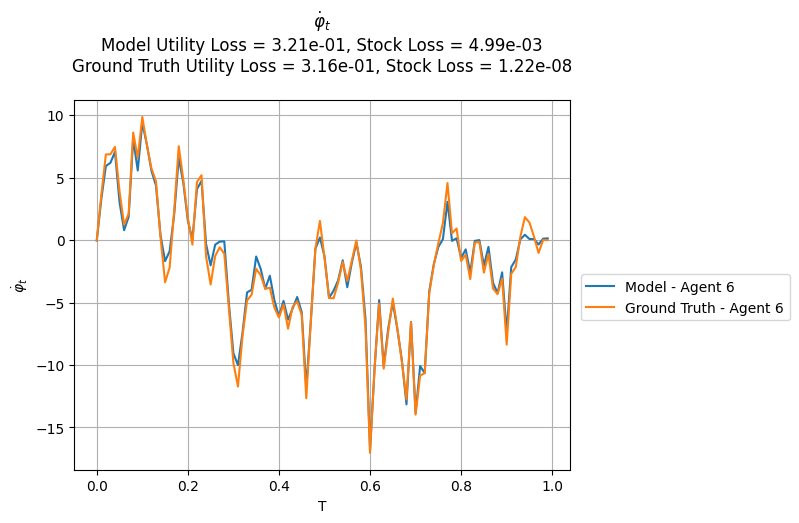 φ̇ₜ
Model Utility Loss = 3.21e-01, Stock Loss = 4.99e-03
Ground Truth Utility Loss = 3.16e-01, Stock Loss = 1.22e-08
10
5
0
−5
−10
−15
φ̇ₜ
0.0 0.2 0.4 0.6 0.8 1.0
T
Model - Agent 6
Ground Truth - Agent 6